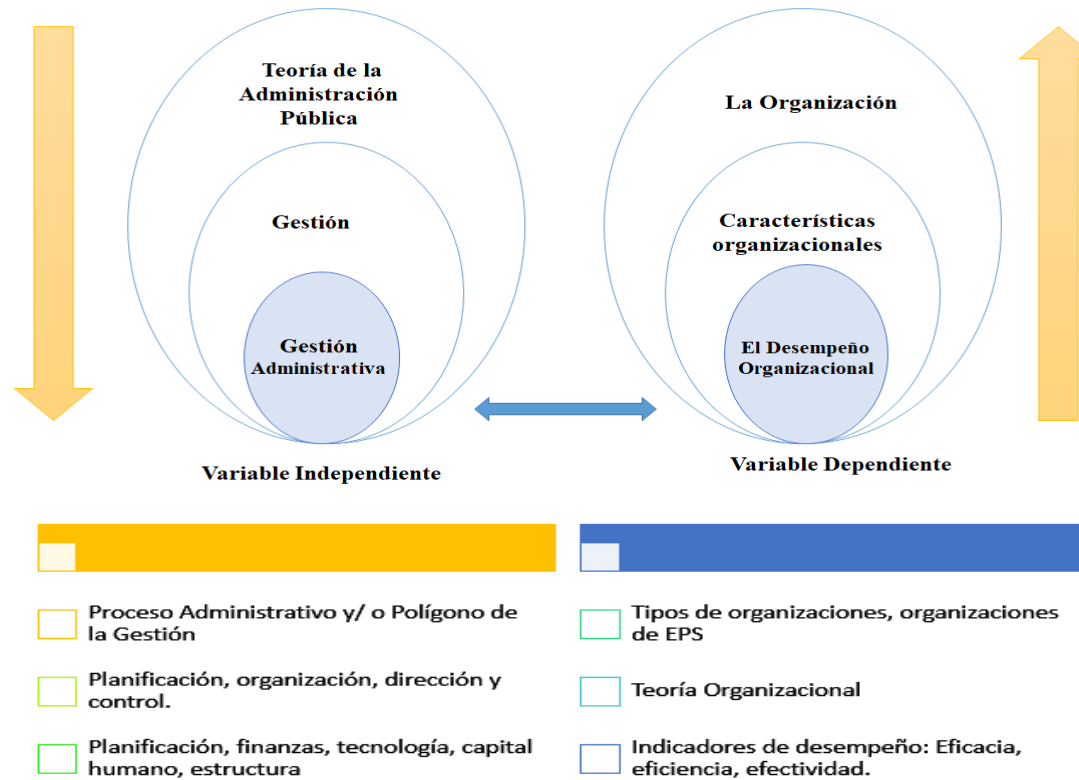 Teoría de la
Administración
Pública
Gestión
Gestión
Administrativa
Variable Independiente
La Organización
Características
organizacionales
El Desempeño
Organizacional
Variable Dependiente
Proceso Administrativo y/ o Polígono de
la Gestión
Planificación, organización, dirección y
control.
Planificación, finanzas, tecnología, capital
humano, estructura
Tipos de organizaciones, organizaciones
de EPS
Teoría Organizacional
Indicadores de desempeño: Eficacia,
eficiencia, efectividad.